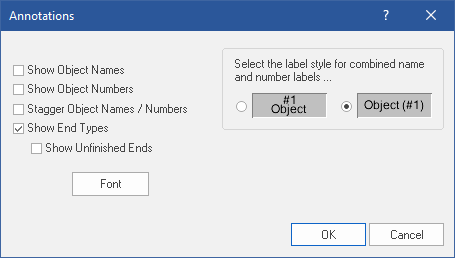 Annotations
?
Show Object Names
Show Object Numbers
Stagger Object Names / Numbers
Show End Types
Show Unfinished Ends
Font
Select the label style for combined name
and number labels ...
#1
Object
Object (#1)
OK
Cancel